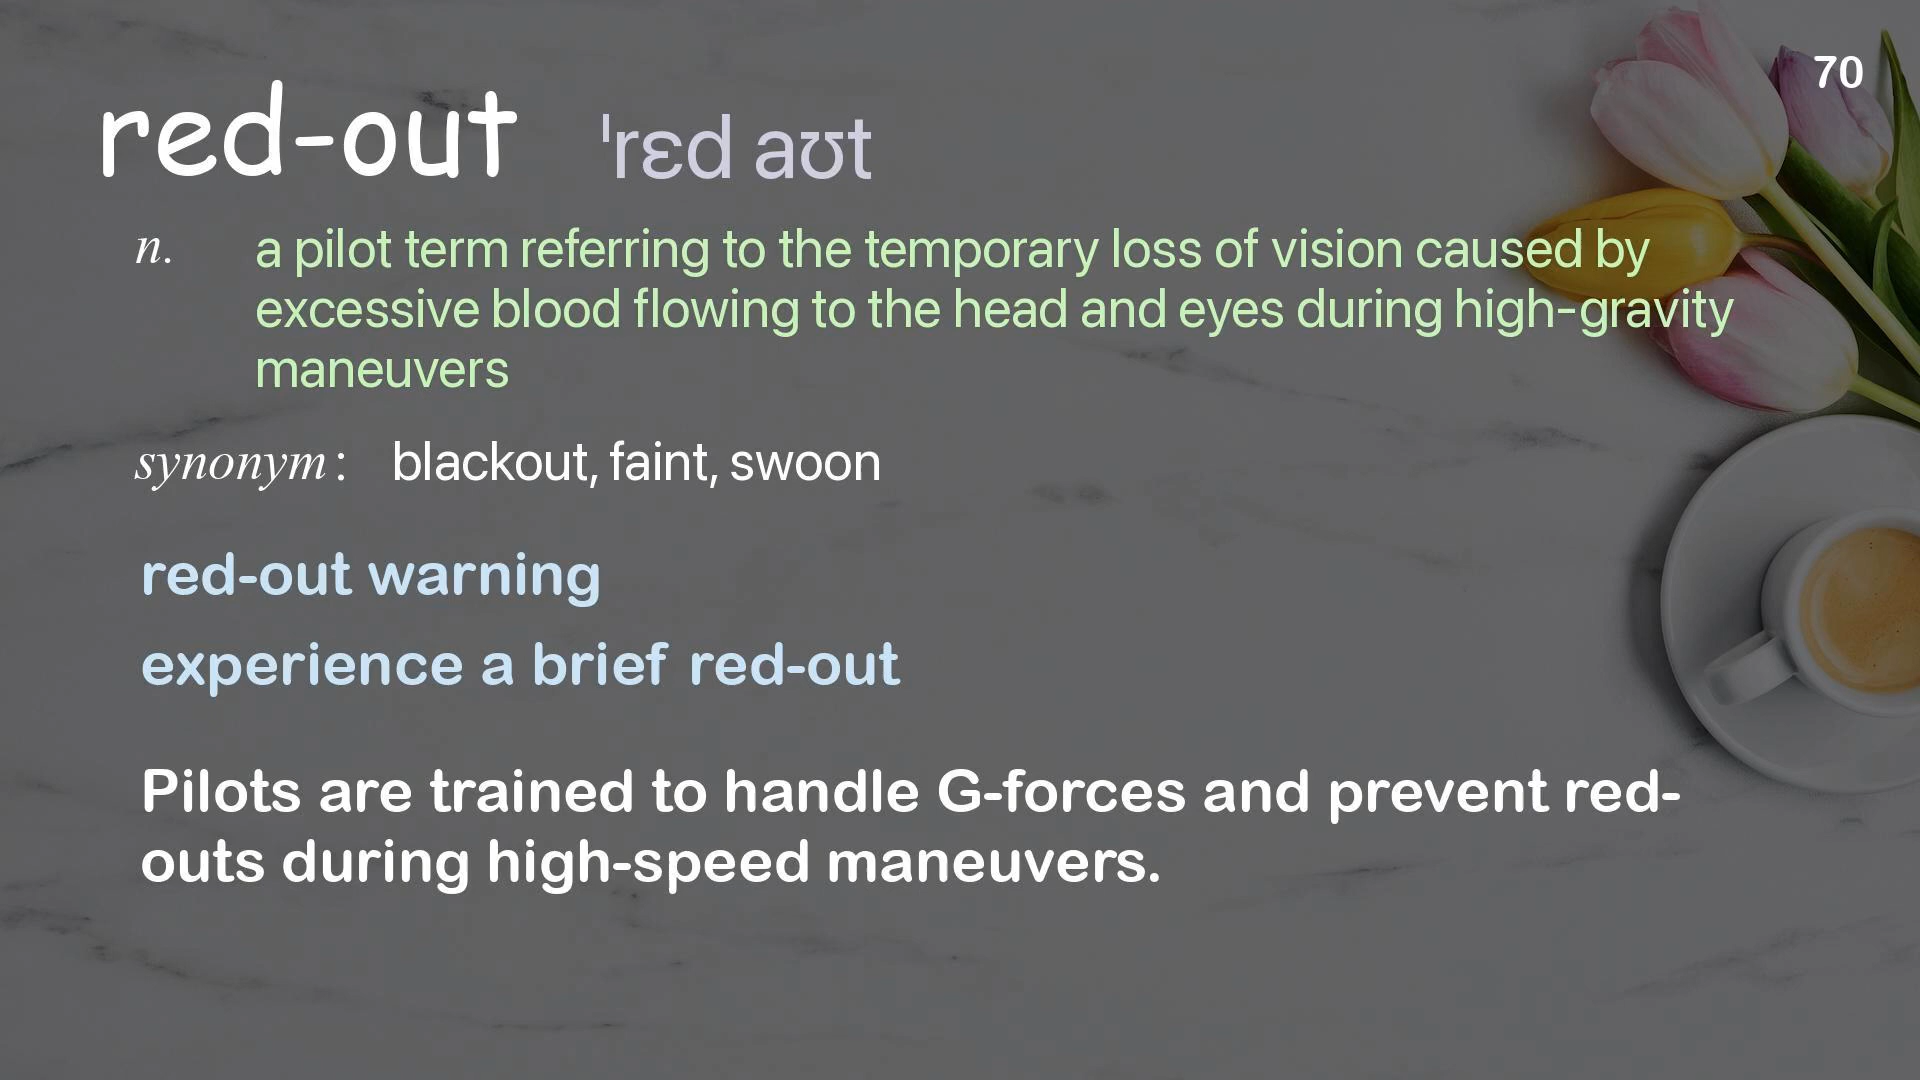 70
red-out ˈrɛd aʊt
n. a pilot term referring to the temporary loss of vision caused by
excessive blood flowing to the head and eyes during high-gravity
maneuvers
synonym: blackout, faint, swoon
red-out warning
experience a brief red-out
Pilots are trained to handle G-forces and prevent red-
outs during high-speed maneuvers.